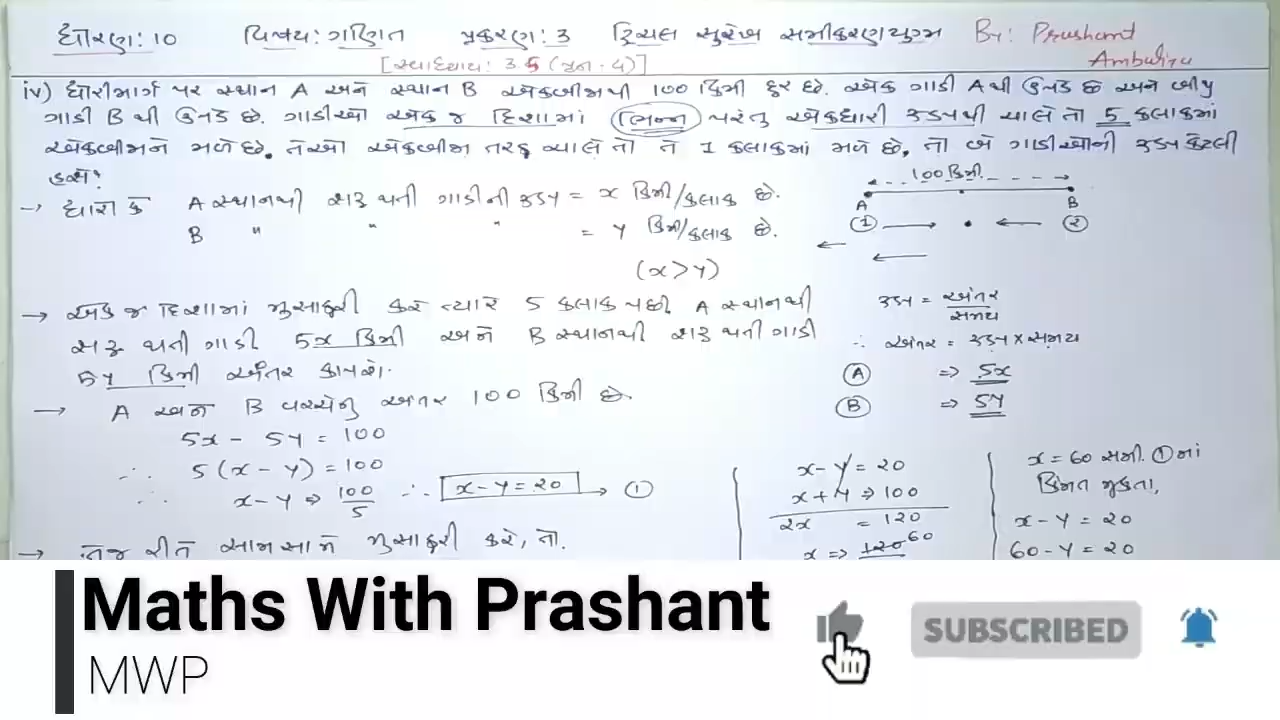 ધોરણ: 10 વિષય: ગણિત પ્રકરણ: 3 દ્વિચલ સુરેખ સમીકરણયુગ્મ By: Prashant Ambaliya
[સ્વાધ્યાય: 3.5 (પ્રશ્ન-4)]
iv) ધોરીમાર્ગ પર સ્થાન A અને સ્થાન B એકબીજાથી 100 કિમી દૂર છે. એક ગાડી A થી ઉપડે છે અને બીજી
ગાડી B થી ઉપડે છે. ગાડીઓ એક જ દિશામાં ભિન્ન પરંતુ એકધારી ઝડપથી ચાલે તો 5 કલાકમાં
એકબીજાને મળે છે. તેઓ એકબીજા તરફ ચાલે તો તે 1 કલાકમાં મળે છે, તો બે ગાડીઓની ઝડપ કેટલી
હશે?
100 કિમી.
A B
① → ← ②
→ ધારો કે A સ્થાનથી શરૂ થતી ગાડીની ઝડપ = x કિમી/કલાક છે.
B " " " = y કિમી/કલાક છે.
(x>y)
→ એક જ દિશામાં મુસાફરી કરે ત્યારે 5 કલાક પછી A સ્થાનથી
શરૂ થતી ગાડી 5x કિમી અને B સ્થાનથી શરૂ થતી ગાડી
5y કિમી અંતર કાપશે.
ઝડપ = અંતર/સમય
∴ અંતર = ઝડપ × સમય
Ⓐ ⇒ 5x
Ⓑ ⇒ 5y
→ A અને B વચ્ચેનું અંતર 100 કિમી છે.
5x - 5y = 100
∴ 5(x - y) = 100
∴ x - y ⇒ 100/5 ∴ x - y = 20 → ①
→ તેજ રીતે સામસામે મુસાફરી કરે, તો.
x - y = 20
x + y ⇒ 100
2x = 120
x ⇒ 120 60
x = 60 સમી. ① માં
કિંમત મુકતા,
x - y = 20
60 - y = 20
Maths With Prashant
MWP
SUBSCRIBED